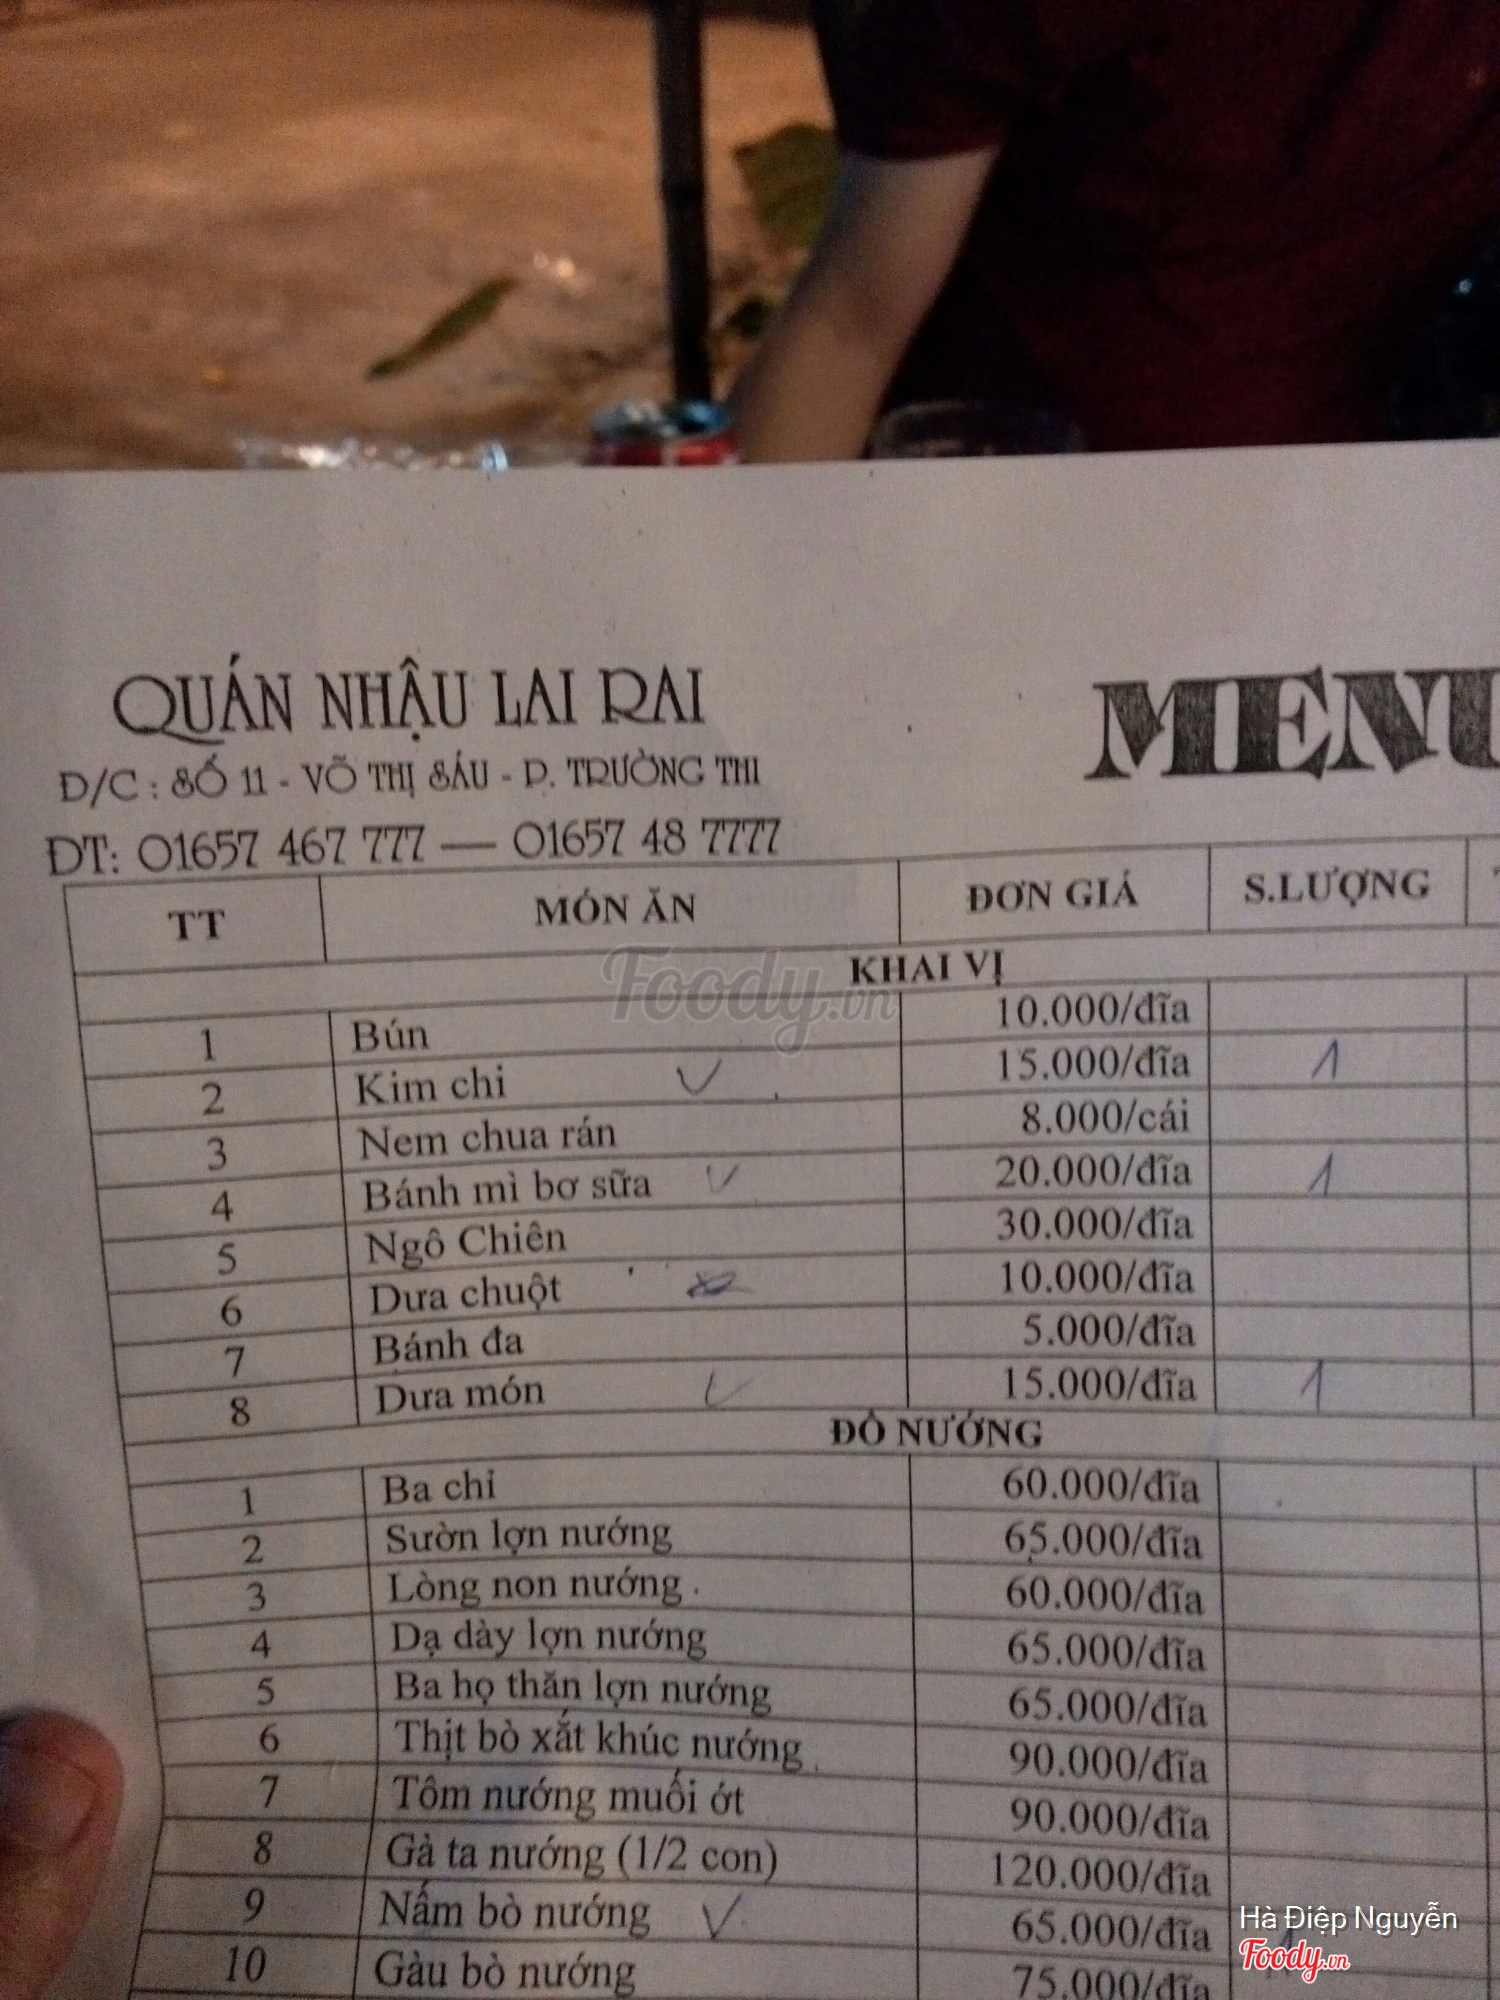 QUÁN NHẬU LAI RAI
MENU
Đ/C : SỐ 11 - VÕ THỊ SÁU - P. TRƯỜNG THI
ĐT: 01657 467 777 — 01657 48 7777
TT MÓN ĂN ĐƠN GIÁ S.LƯỢNG
KHAI VỊ
1 Bún 10.000/đĩa
2 Kim chi 15.000/đĩa 1
3 Nem chua rán 8.000/cái
4 Bánh mì bơ sữa 20.000/đĩa 1
5 Ngô Chiên 30.000/đĩa
6 Dưa chuột 10.000/đĩa
7 Bánh đa 5.000/đĩa
8 Dưa món 15.000/đĩa 1
ĐỒ NƯỚNG
1 Ba chỉ 60.000/đĩa
2 Sườn lợn nướng 65.000/đĩa
3 Lòng non nướng 60.000/đĩa
4 Dạ dày lợn nướng 65.000/đĩa
5 Ba họ thăn lợn nướng 65.000/đĩa
6 Thịt bò xắt khúc nướng 90.000/đĩa
7 Tôm nướng muối ớt 90.000/đĩa
8 Gà ta nướng (1/2 con) 120.000/đĩa
9 Nấm bò nướng 65.000/đĩa
10 Gàu bò nướng 75.000/đĩa
Foody.vn
Hà Điệp Nguyễn
Foody.vn